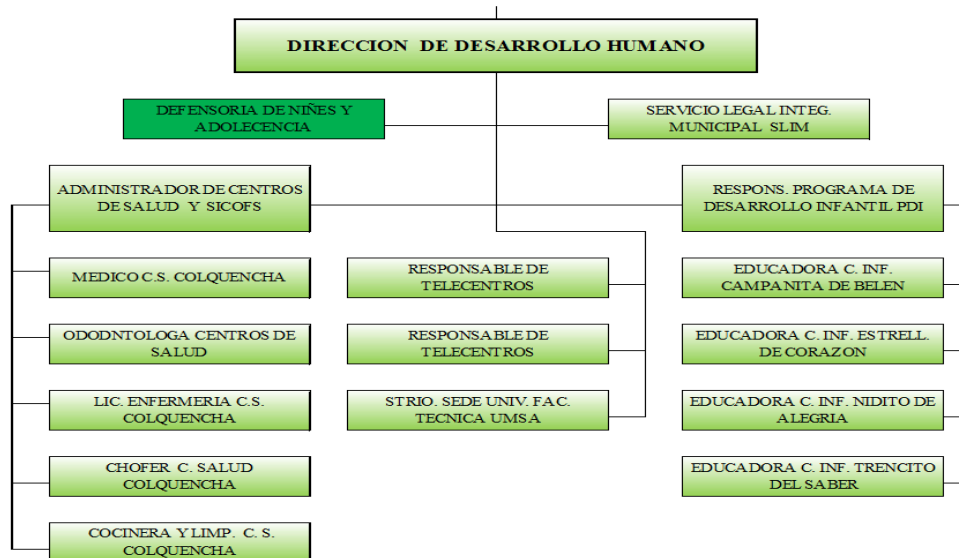 DIRECCION DE DESARROLLO HUMANO
DEFENSORIA DE NIÑES Y
ADOLECENCIA
SERVICIO LEGAL INTEG.
MUNICIPAL SLIM
ADMINISTRADOR DE CENTROS
DE SALUD Y SICOFS
RESPONS. PROGRAMA DE
DESARROLLO INFANTIL PDI
MEDICO C.S. COLQUENCHA
RESPONSABLE DE
TELECENTROS
EDUCADORA C. INF.
CAMPANITA DE BELEN
ODODNTOLOGA CENTROS DE
SALUD
RESPONSABLE DE
TELECENTROS
EDUCADORA C. INF. ESTRELL.
DE CORAZON
LIC. ENFERMERIA C.S.
COLQUENCHA
STRIO. SEDE UNIV. FAC.
TECNICA UMSA
EDUCADORA C. INF. NIDITO DE
ALEGRIA
CHOFER C. SALUD
COLQUENCHA
EDUCADORA C. INF. TRENCITO
DEL SABER
COCINERA Y LIMP. C. S.
COLQUENCHA